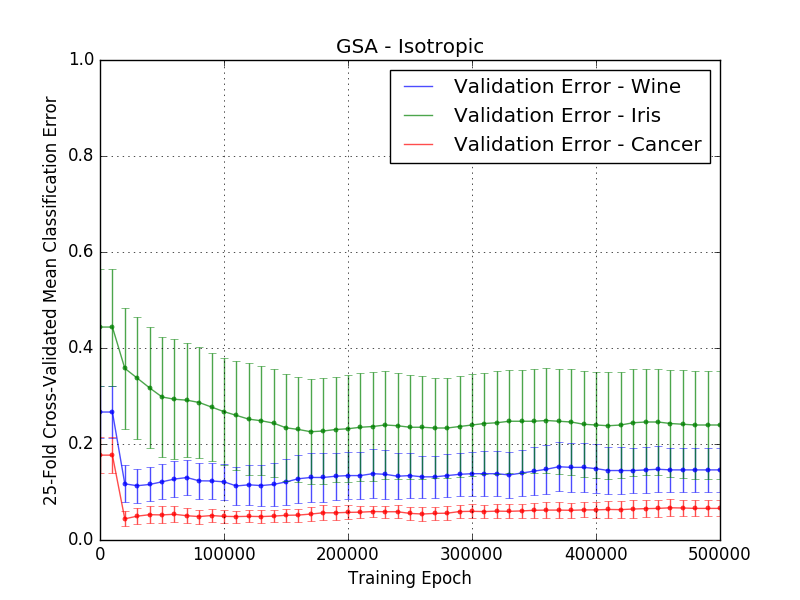 GSA - Isotropic
Validation Error - Wine
Validation Error - Iris
Validation Error - Cancer
25-Fold Cross-Validated Mean Classification Error
1.0
0.8
0.6
0.4
0.2
0.0
0
100000
200000
300000
400000
500000
Training Epoch